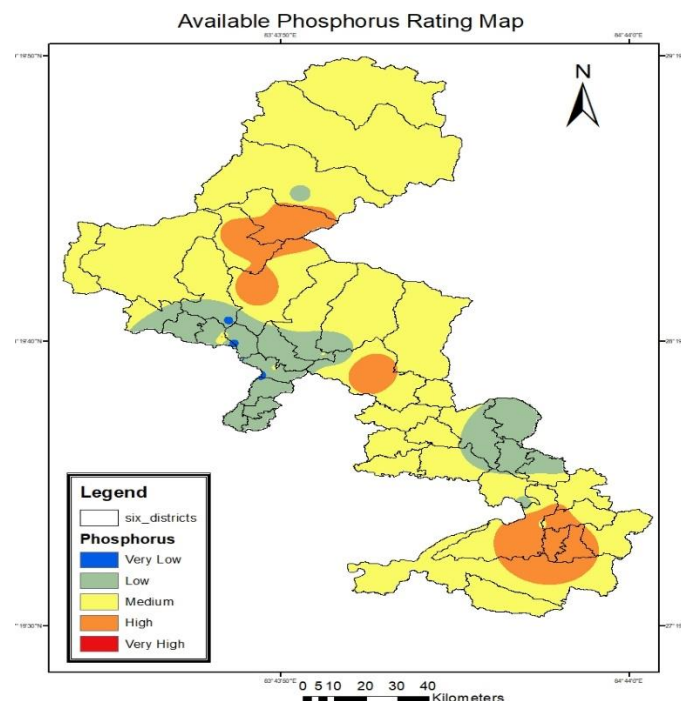 Available Phosphorus Rating Map
83°43'50"E
84°44'0"E
N
Legend
six_districts
Phosphorus
Very Low
Low
Medium
High
Very High
83°43'50"E
84°44'0"E
0 5 10 20 30 40
Kilometers